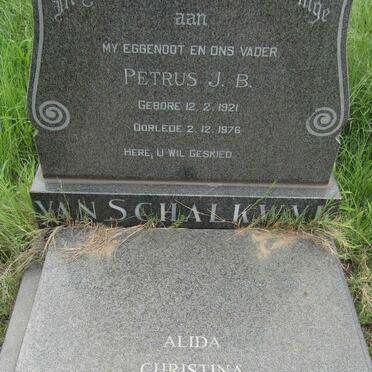 aan
MY EGGENOOT EN ONS VADER
PETRUS J. B.
GEBORE 12. 2. 1921
OORLEDE 2. 12. 1976
HERE, U WIL GESKIED
VAN SCHALKWYK
ALIDA
CHRISTINA